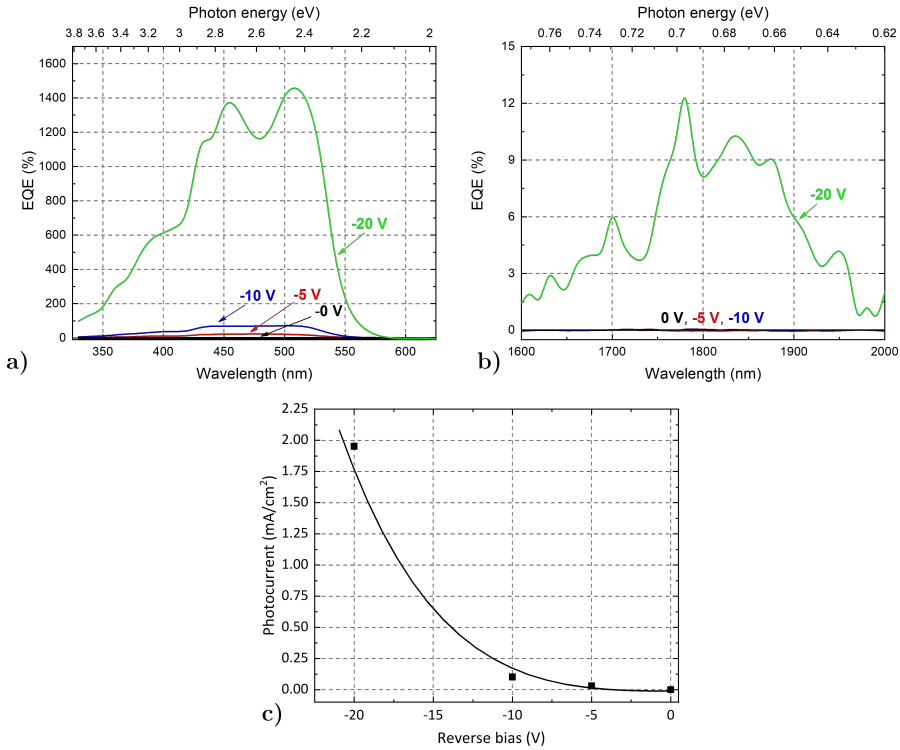 Photon energy (eV)
3.8 3.6 3.4 3.2 3 2.8 2.6 2.4 2.2 2
1600
1400
1200
1000
800
600
400
200
0
EQE (%)
-20 V
-10 V
-5 V
-0 V
350 400 450 500 550 600
Wavelength (nm)
a)
Photon energy (eV)
0.76 0.74 0.72 0.7 0.68 0.66 0.64 0.62
15
12
9
6
3
0
EQE (%)
-20 V
0 V, -5 V, -10 V
1600 1700 1800 1900 2000
Wavelength (nm)
b)
2.25
2.00
1.75
1.50
1.25
1.00
0.75
0.50
0.25
0.00
Photocurrent (mA/cm²)
-20 -15 -10 -5 0
Reverse bias (V)
c)